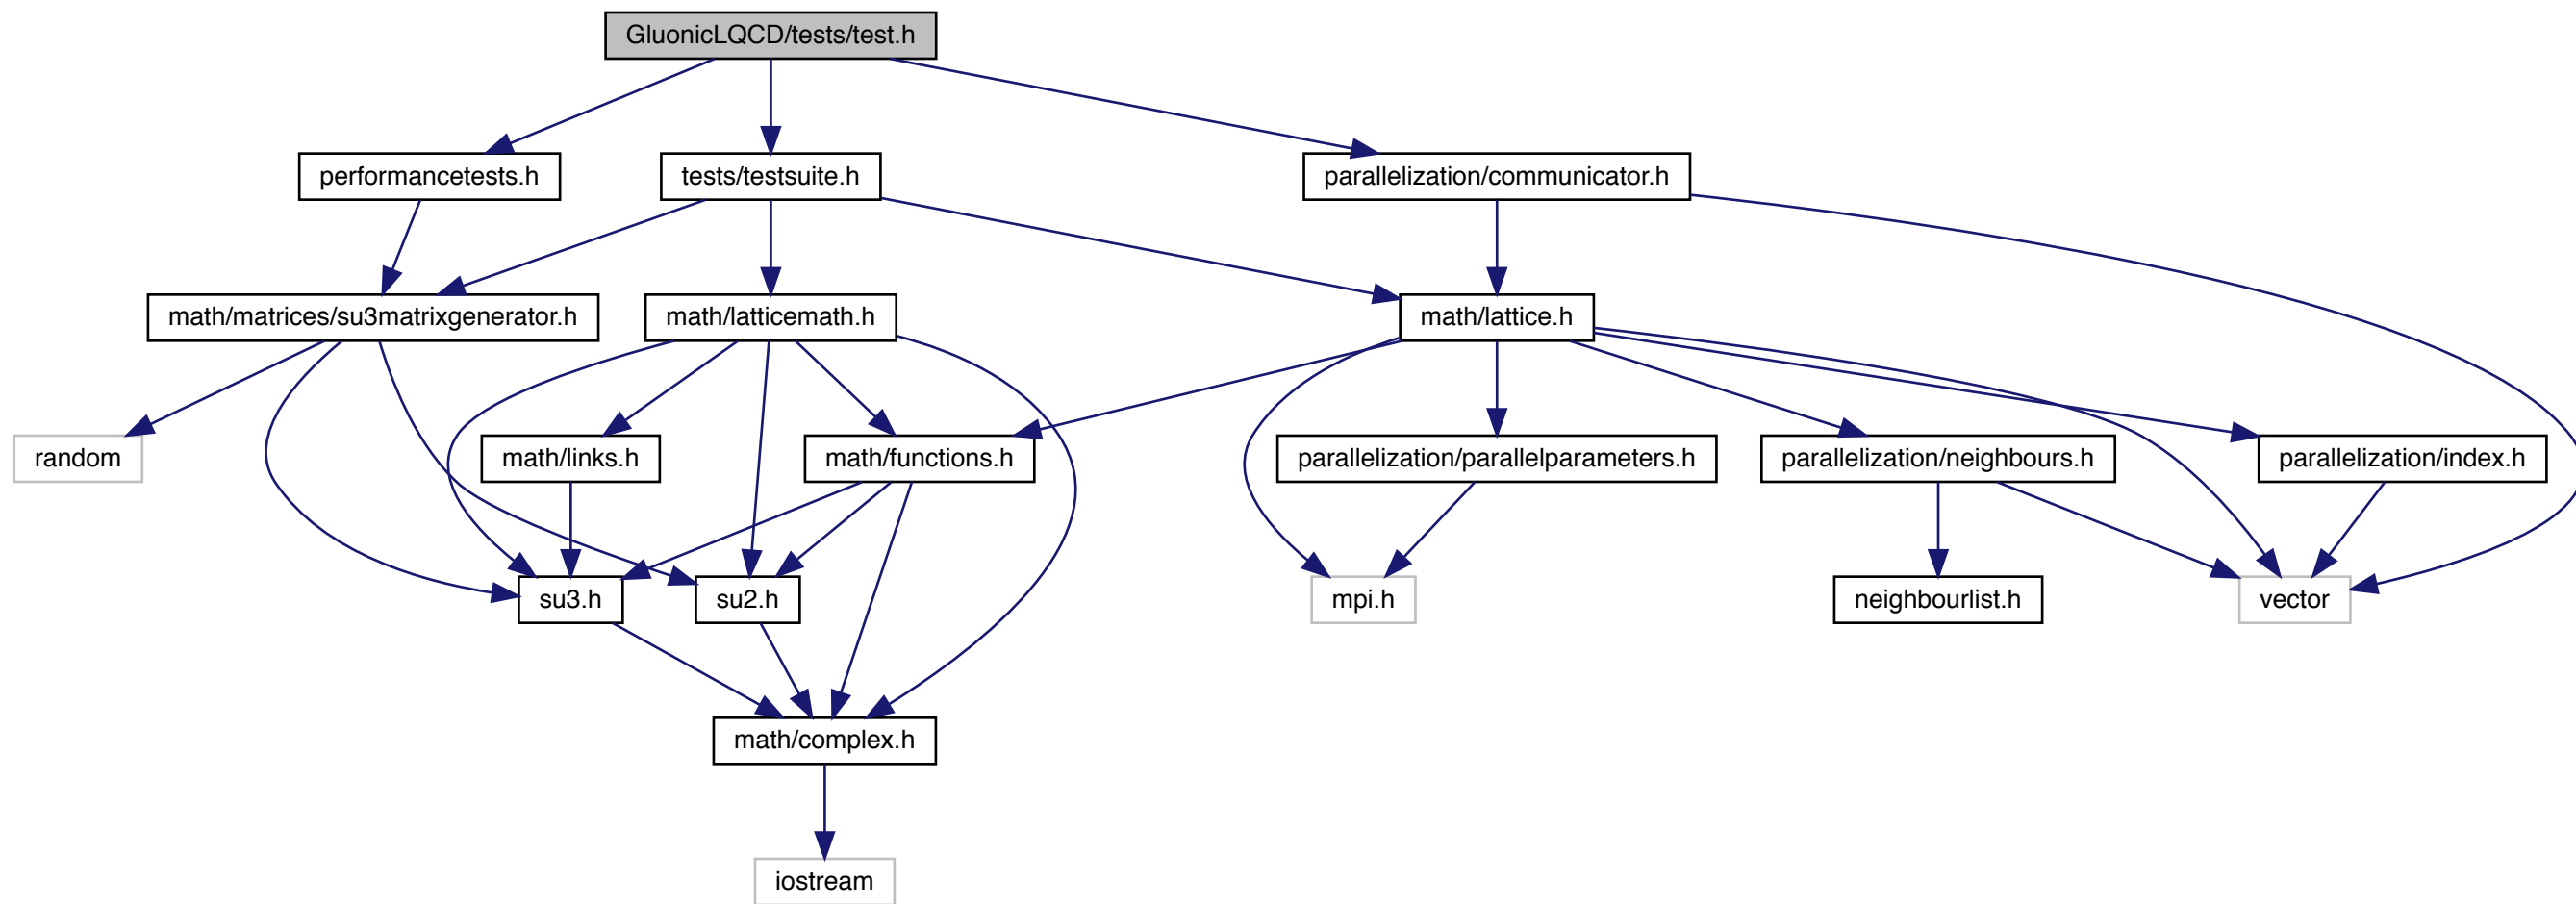 GluonicLQCD/tests/test.h
performancetests.h
tests/testsuite.h
parallelization/communicator.h
math/matrices/su3matrixgenerator.h
math/latticemath.h
math/lattice.h
random
math/links.h
math/functions.h
parallelization/parallelparameters.h
parallelization/neighbours.h
parallelization/index.h
su3.h
su2.h
mpi.h
neighbourlist.h
vector
math/complex.h
iostream